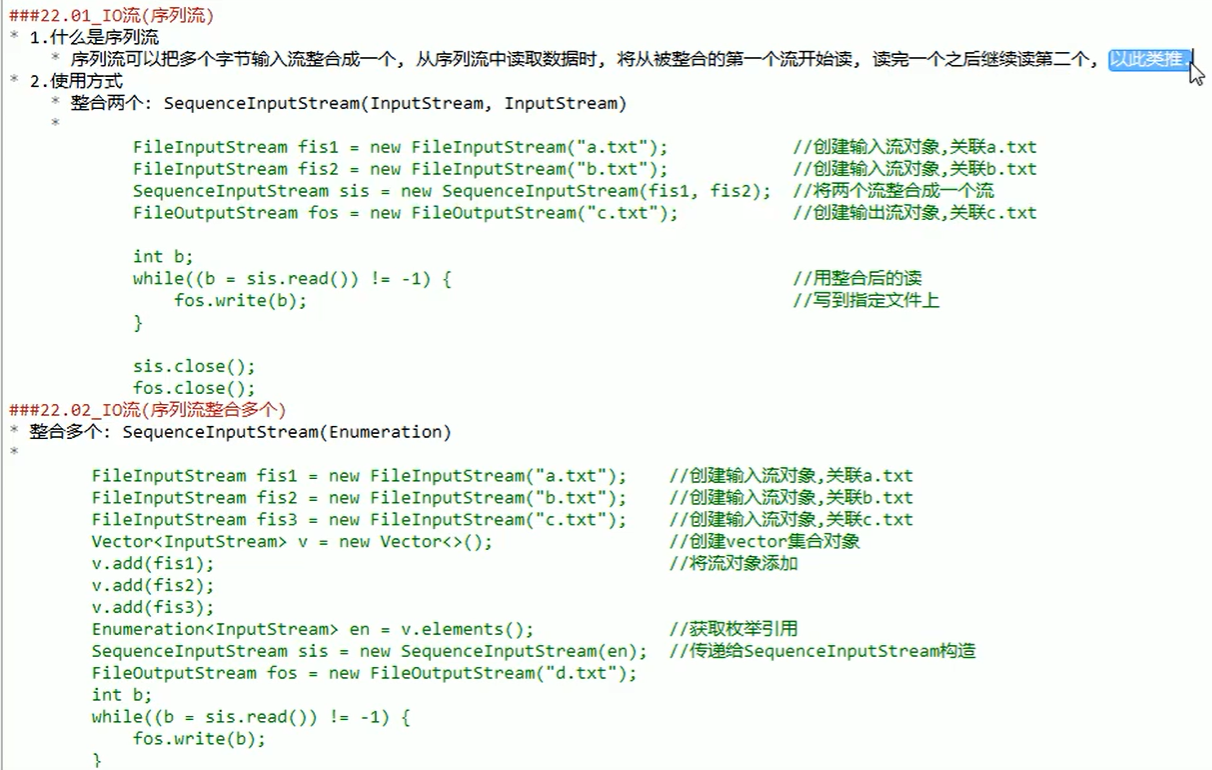 ###22.01_IO流(序列流)
* 1.什么是序列流
* 序列流可以把多个字节输入流整合成一个, 从序列流中读取数据时, 将从被整合的第一个流开始读, 读完一个之后继续读第二个, 以此类推.
* 2.使用方式
* 整合两个: SequenceInputStream(InputStream, InputStream)
*
FileInputStream fis1 = new FileInputStream("a.txt"); //创建输入流对象,关联a.txt
FileInputStream fis2 = new FileInputStream("b.txt"); //创建输入流对象,关联b.txt
SequenceInputStream sis = new SequenceInputStream(fis1, fis2); //将两个流整合成一个流
FileOutputStream fos = new FileOutputStream("c.txt"); //创建输出流对象,关联c.txt
int b;
while((b = sis.read()) != -1) { //用整合后的读
fos.write(b); //写到指定文件上
}
sis.close();
fos.close();
###22.02_IO流(序列流整合多个)
* 整合多个: SequenceInputStream(Enumeration)
*
FileInputStream fis1 = new FileInputStream("a.txt"); //创建输入流对象,关联a.txt
FileInputStream fis2 = new FileInputStream("b.txt"); //创建输入流对象,关联b.txt
FileInputStream fis3 = new FileInputStream("c.txt"); //创建输入流对象,关联c.txt
Vector<InputStream> v = new Vector<>(); //创建vector集合对象
v.add(fis1); //将流对象添加
v.add(fis2);
v.add(fis3);
Enumeration<InputStream> en = v.elements(); //获取枚举引用
SequenceInputStream sis = new SequenceInputStream(en); //传递给SequenceInputStream构造
FileOutputStream fos = new FileOutputStream("d.txt");
int b;
while((b = sis.read()) != -1) {
fos.write(b);
}